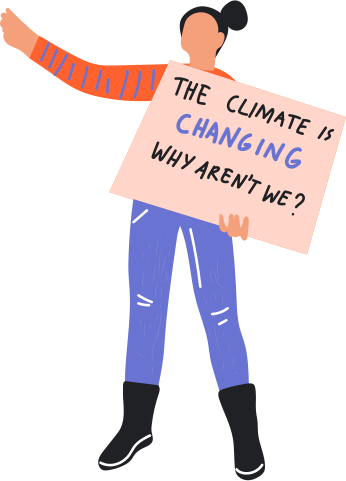 THE CLIMATE IS
CHANGING
WHY AREN'T WE?